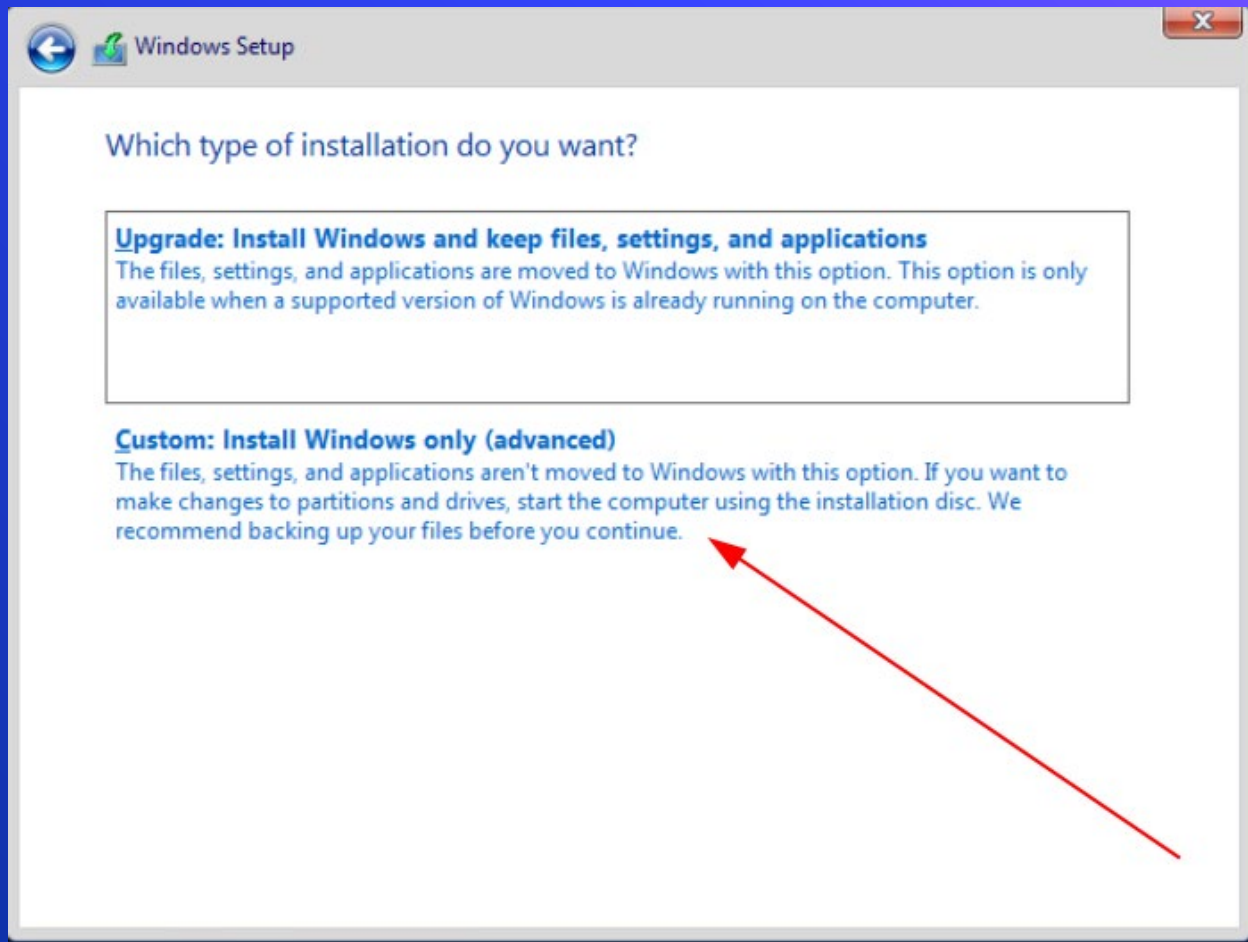 Windows Setup
Which type of installation do you want?
Upgrade: Install Windows and keep files, settings, and applications
The files, settings, and applications are moved to Windows with this option. This option is only
available when a supported version of Windows is already running on the computer.
Custom: Install Windows only (advanced)
The files, settings, and applications aren't moved to Windows with this option. If you want to
make changes to partitions and drives, start the computer using the installation disc. We
recommend backing up your files before you continue.